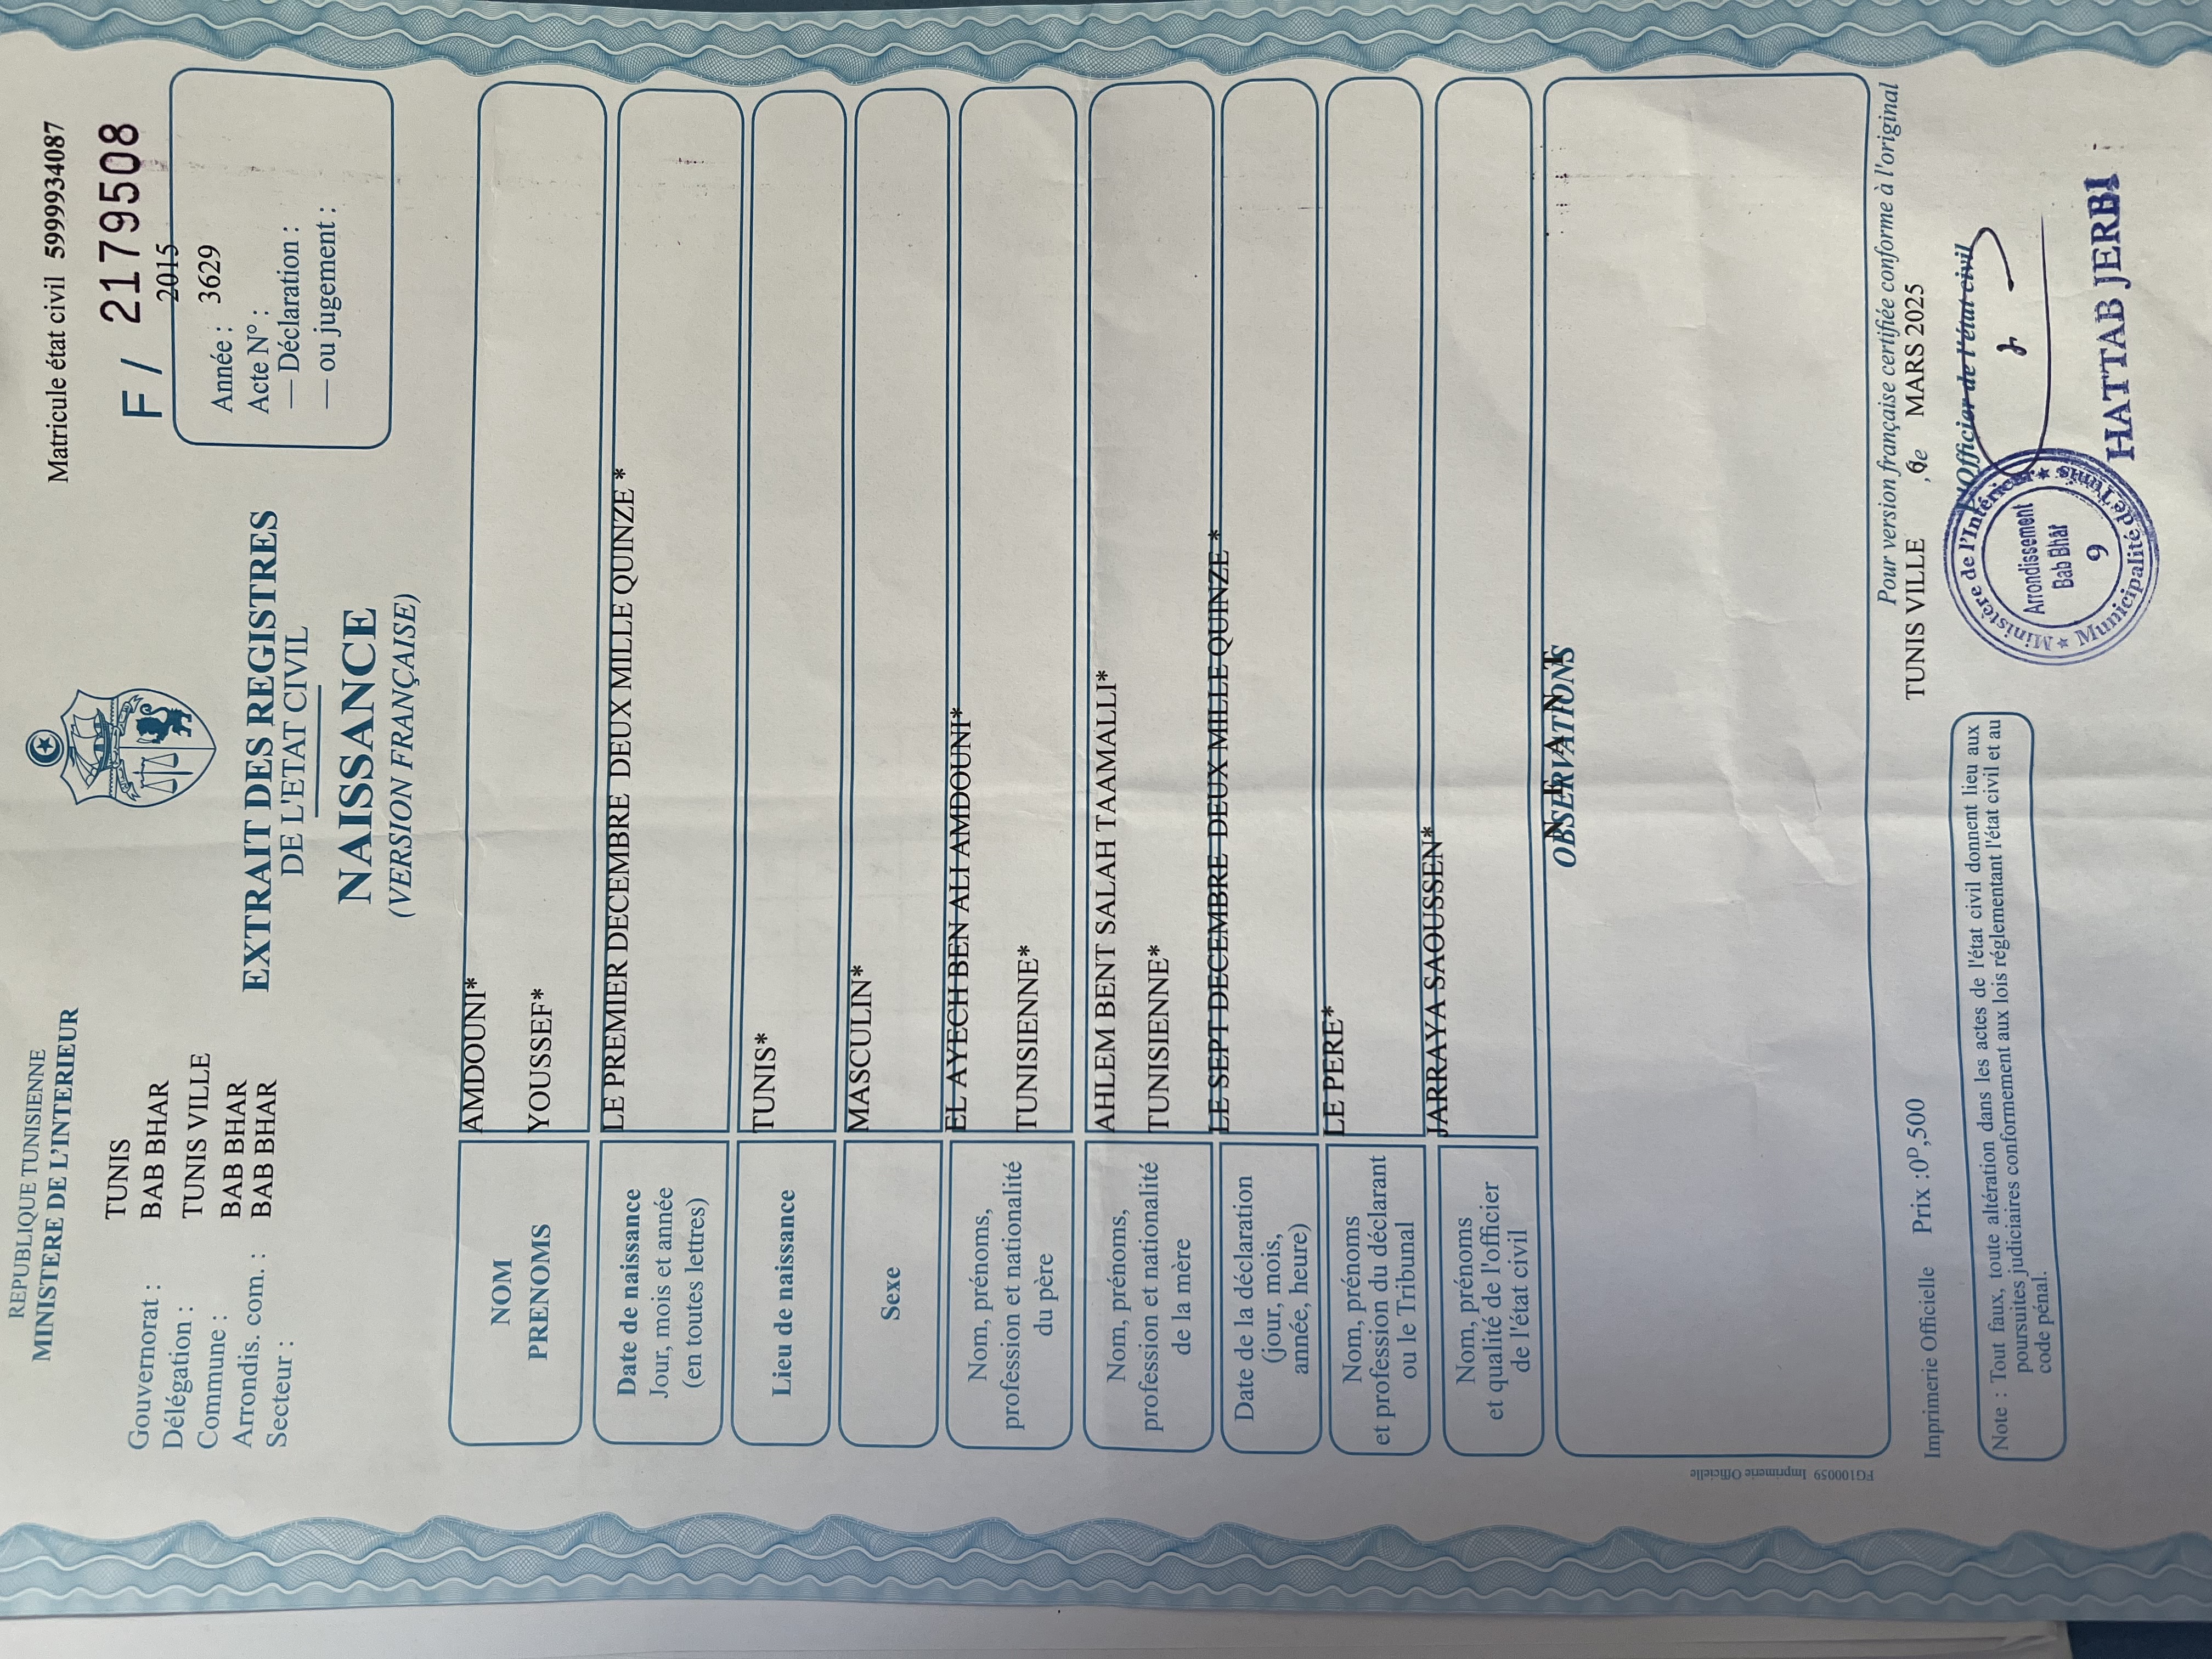 REPUBLIQUE TUNISIENNE
MINISTERE DE L'INTERIEUR
Gouvernorat : TUNIS
Délégation : BAB BHAR
Commune : TUNIS VILLE
Arrondis. com. : BAB BHAR
Secteur : BAB BHAR
Matricule état civil 5999934087
F / 2179508
2015
Année : 3629
Acte N° :
— Déclaration :
— ou jugement :
EXTRAIT DES REGISTRES
DE L'ETAT CIVIL
NAISSANCE
(VERSION FRANÇAISE)
NOM AMDOUNI*
PRENOMS YOUSSEF*
Date de naissance
Jour, mois et année
(en toutes lettres)
LE PREMIER DECEMBRE DEUX MILLE QUINZE *
Lieu de naissance TUNIS*
Sexe MASCULIN*
Nom, prénoms,
profession et nationalité
du père
EL AYECH BEN ALI AMDOUNI*
TUNISIENNE*
Nom, prénoms,
profession et nationalité
de la mère
AHLEM BENT SALAH TAAMALLI*
TUNISIENNE*
Date de la déclaration
(jour, mois,
année, heure)
LE SEPT DECEMBRE DEUX MILLE QUINZE *
Nom, prénoms
et profession du déclarant
ou le Tribunal
LE PERE*
Nom, prénoms
et qualité de l'officier
de l'état civil
JARRAYA SAOUSSEN*
OBSERVATIONS
N E A N T
FG100059 Imprimerie Officielle
Imprimerie Officielle Prix :0D,500
Pour version française certifiée conforme à l'original
TUNIS VILLE , 6 MARS 2025
Officier de l'état civil
Ministère de l'Intérieur
Municipalité de Tunis
Arrondissement
Bab Bhar
9
HATTAB JERBI
Note : Tout faux, toute altération dans les actes de l'état civil donnent lieu aux
poursuites judiciaires conformement aux lois réglementant l'état civil et au
code pénal.